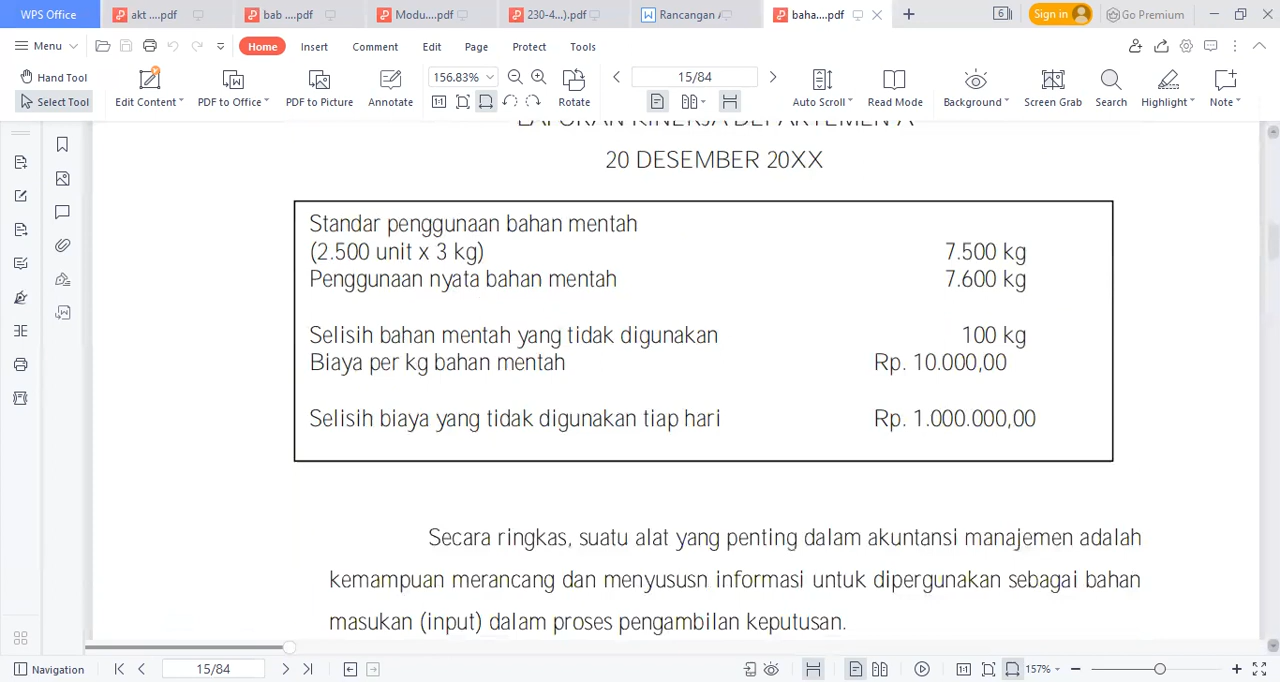 WPS Office
akt ....pdf
bab ....pdf
Modu....pdf
230-4...).pdf
Rancangan
baha....pdf
6
Sign in
Go Premium
Menu
Home
Insert
Comment
Edit
Page
Protect
Tools
Hand Tool
Select Tool
Edit Content
PDF to Office
PDF to Picture
Annotate
156.83%
Rotate
15/84
Auto Scroll
Read Mode
Background
Screen Grab
Search
Highlight
Note
LAPORAN KINERJA DEPARTEMEN A
20 DESEMBER 20XX
Standar penggunaan bahan mentah
(2.500 unit x 3 kg) 7.500 kg
Penggunaan nyata bahan mentah 7.600 kg
Selisih bahan mentah yang tidak digunakan 100 kg
Biaya per kg bahan mentah Rp. 10.000,00
Selisih biaya yang tidak digunakan tiap hari Rp. 1.000.000,00
Secara ringkas, suatu alat yang penting dalam akuntansi manajemen adalah
kemampuan merancang dan menyususn informasi untuk dipergunakan sebagai bahan
masukan (input) dalam proses pengambilan keputusan.
Navigation
15/84
157%